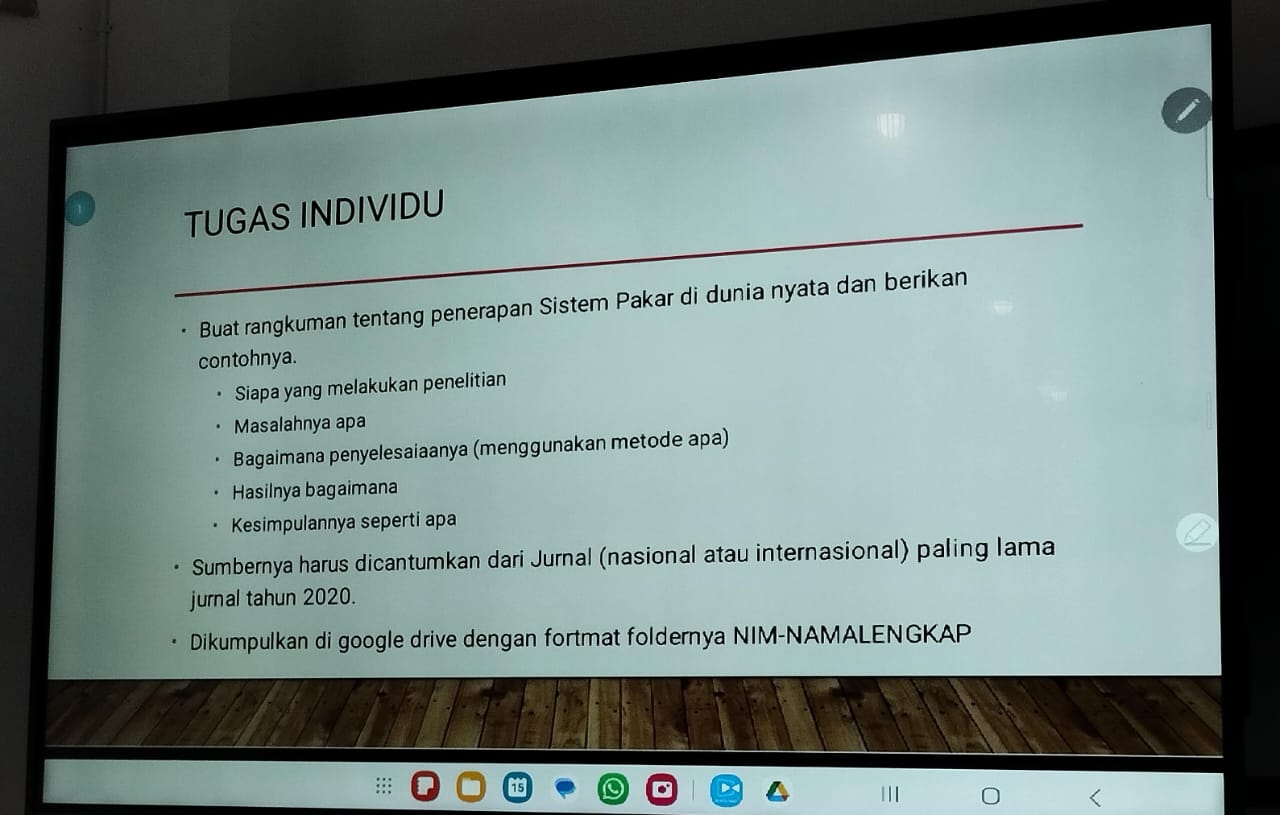 TUGAS INDIVIDU
• Buat rangkuman tentang penerapan Sistem Pakar di dunia nyata dan berikan
contohnya.
• Siapa yang melakukan penelitian
• Masalahnya apa
• Bagaimana penyelesaiaanya (menggunakan metode apa)
• Hasilnya bagaimana
• Kesimpulannya seperti apa
• Sumbernya harus dicantumkan dari Jurnal (nasional atau internasional) paling lama
jurnal tahun 2020.
• Dikumpulkan di google drive dengan fortmat foldernya NIM-NAMALENGKAP
15